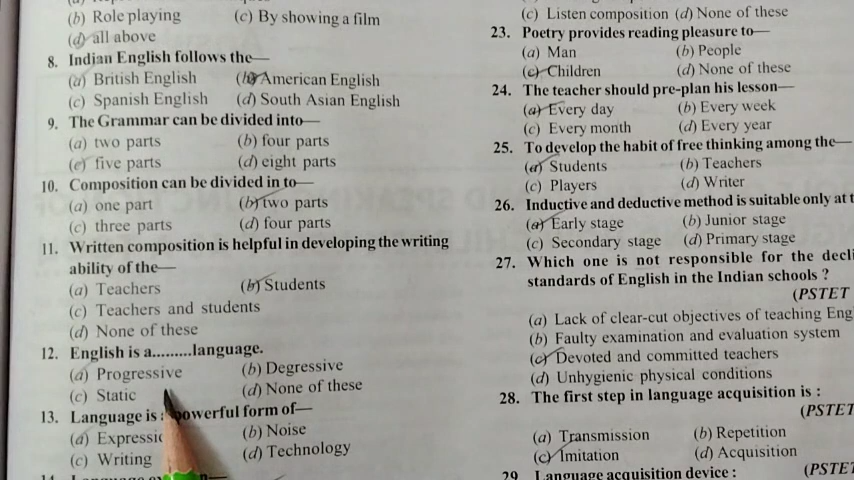 (b) Role playing (c) By showing a film
(d) all above
8. Indian English follows the—
(a) British English (b) American English
(c) Spanish English (d) South Asian English
9. The Grammar can be divided into—
(a) two parts (b) four parts
(c) five parts (d) eight parts
10. Composition can be divided in to—
(a) one part (b) two parts
(c) three parts (d) four parts
11. Written composition is helpful in developing the writing
ability of the—
(a) Teachers (b) Students
(c) Teachers and students
(d) None of these
12. English is a.........language.
(a) Progressive (b) Degressive
(c) Static (d) None of these
13. Language is powerful form of—
(a) (b) Noise
(c) Writing (d) Technology
(c) Listen composition (d) None of these
23. Poetry provides reading pleasure to—
(a) Man (b) People
(c) Children (d) None of these
24. The teacher should pre-plan his lesson—
(a) Every day (b) Every week
(c) Every month (d) Every year
25. To develop the habit of free thinking among the—
(a) Students (b) Teachers
(c) Players (d) Writer
26. Inductive and deductive method is suitable only at
(a) Early stage (b) Junior stage
(c) Secondary stage (d) Primary stage
27. Which one is not responsible for the
standards of English in the Indian schools ?
(PSTET
(a) Lack of clear-cut objectives of teaching
(b) Faulty examination and evaluation system
(c) Devoted and committed teachers
(d) Unhygienic physical conditions
28. The first step in language acquisition is :
(PSTET
(a) Transmission (b) Repetition
(c) Imitation (d) Acquisition
29. Language acquisition device :